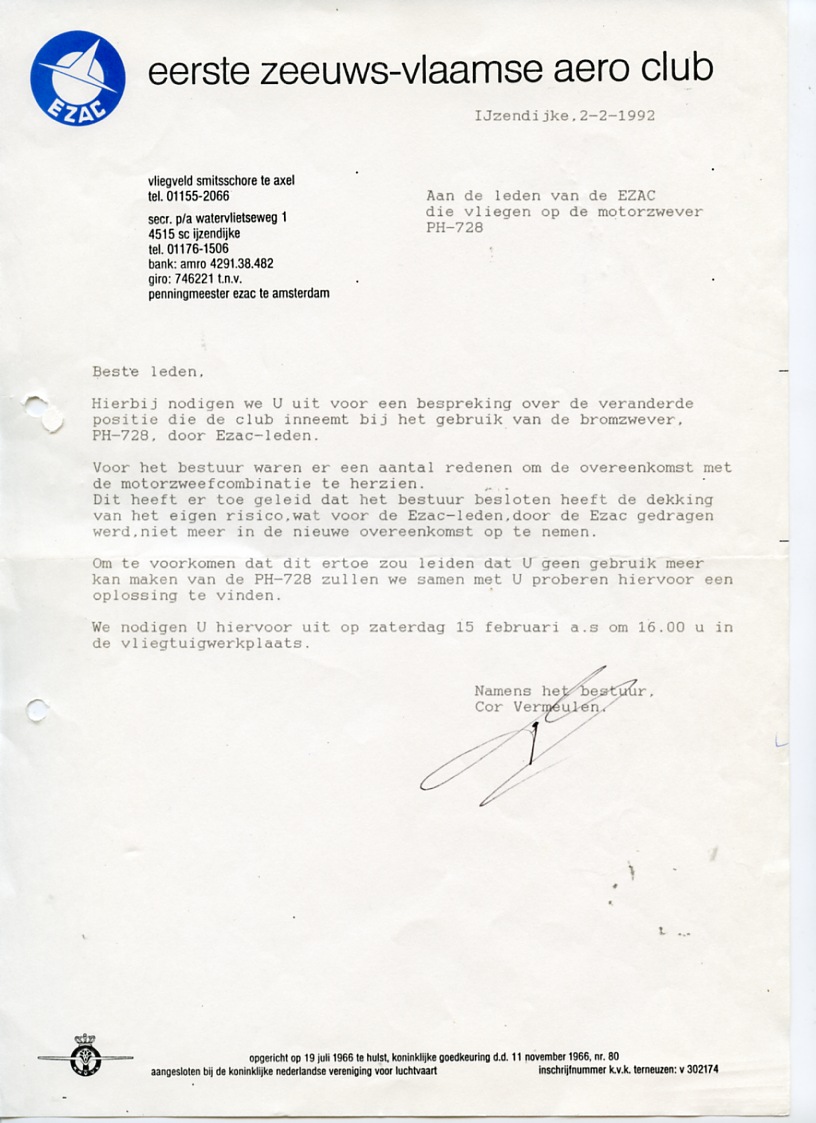 EZAC
eerste zeeuws-vlaamse aero club
IJzendijke,2-2-1992
vliegveld smitsschore te axel
tel. 01155-2066
secr. p/a watervlietseweg 1
4515 sc ijzendijke
tel. 01176-1506
bank: amro 4291.38.482
giro: 746221 t.n.v.
penningmeester ezac te amsterdam
Aan de leden van de EZAC
die vliegen op de motorzwever
PH-728
Beste leden,
Hierbij nodigen we U uit voor een bespreking over de veranderde
positie die de club inneemt bij het gebruik van de bromzwever,
PH-728, door Ezac-leden.
Voor het bestuur waren er een aantal redenen om de overeenkomst met
de motorzweefcombinatie te herzien.
Dit heeft er toe geleid dat het bestuur besloten heeft de dekking
van het eigen risico,wat voor de Ezac-leden,door de Ezac gedragen
werd,niet meer in de nieuwe overeenkomst op te nemen.
Om te voorkomen dat dit ertoe zou leiden dat U geen gebruik meer
kan maken van de PH-728 zullen we samen met U proberen hiervoor een
oplossing te vinden.
We nodigen U hiervoor uit op zaterdag 15 februari a.s om 16.00 u in
de vliegtuigwerkplaats.
Namens het bestuur,
Cor Vermeulen.
opgericht op 19 juli 1966 te hulst, koninklijke goedkeuring d.d. 11 november 1966, nr. 80
aangesloten bij de koninklijke nederlandse vereniging voor luchtvaart inschrijfnummer k.v.k. terneuzen: v 302174